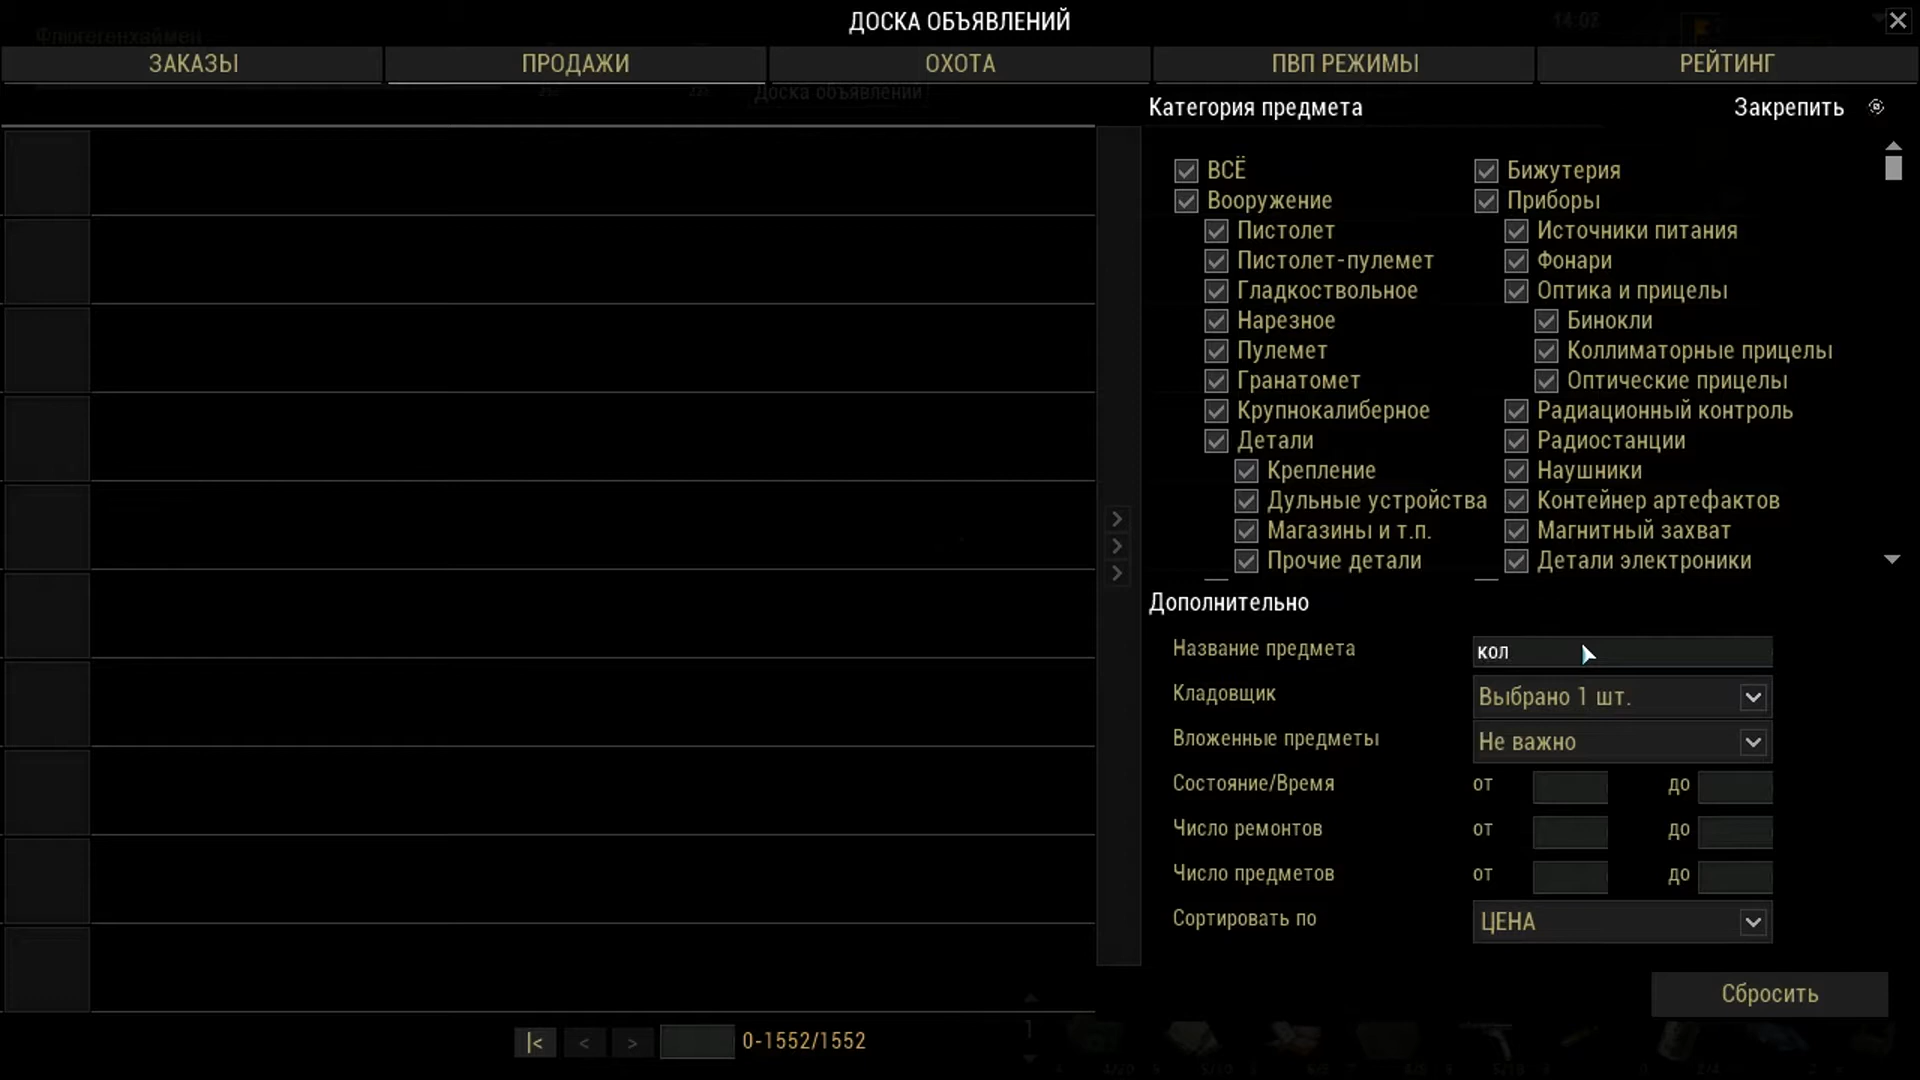 ДОСКА ОБЪЯВЛЕНИЙ
ЗАКАЗЫ
ПРОДАЖИ
ОХОТА
ПВП РЕЖИМЫ
РЕЙТИНГ
Доска объявлений
Категория предмета
Закрепить
ВСЁ
Вооружение
Пистолет
Пистолет-пулемет
Гладкоствольное
Нарезное
Пулемет
Гранатомет
Крупнокалиберное
Детали
Крепление
Дульные устройства
Магазины и т.п.
Прочие детали
Бижутерия
Приборы
Источники питания
Фонари
Оптика и прицелы
Бинокли
Коллиматорные прицелы
Оптические прицелы
Радиационный контроль
Радиостанции
Наушники
Контейнер артефактов
Магнитный захват
Детали электроники
Дополнительно
Название предмета
кол
Кладовщик
Выбрано 1 шт.
Вложенные предметы
Не важно
Состояние/Время
от
до
Число ремонтов
от
до
Число предметов
от
до
Сортировать по
ЦЕНА
Сбросить
|<
<
>
0-1552/1552